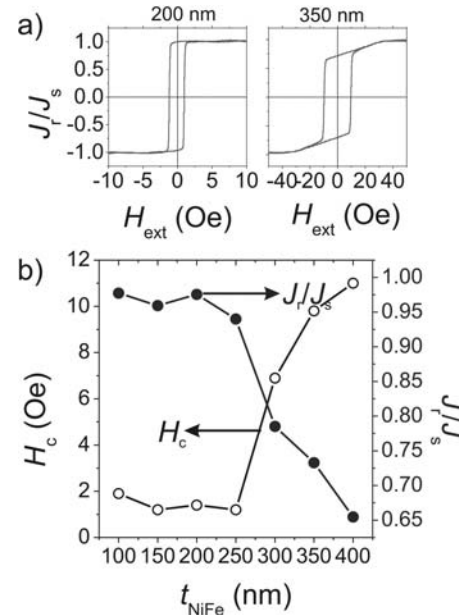 a)
200 nm
350 nm
J_r/J_s
1.0
0.5
0.0
-0.5
-1.0
-10 -5 0 5 10
-40 0 20 40
H_ext (Oe)
H_ext (Oe)
b)
H_c (Oe)
12
10
8
6
4
2
0
J_r/J_s
H_c
1.00
0.95
0.90
0.85
0.80
0.75
0.70
0.65
J_r/J_s
100 150 200 250 300 350 400
t_NiFe (nm)